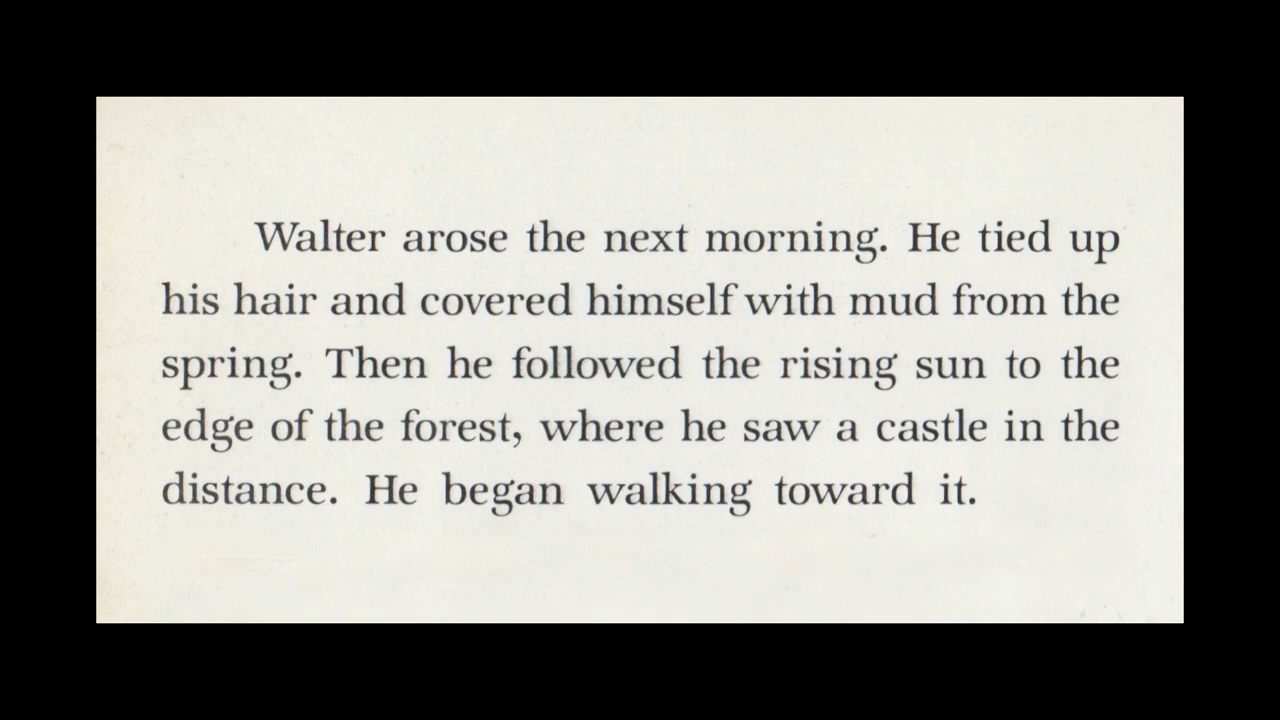 Walter arose the next morning. He tied up
his hair and covered himself with mud from the
spring. Then he followed the rising sun to the
edge of the forest, where he saw a castle in the
distance. He began walking toward it.